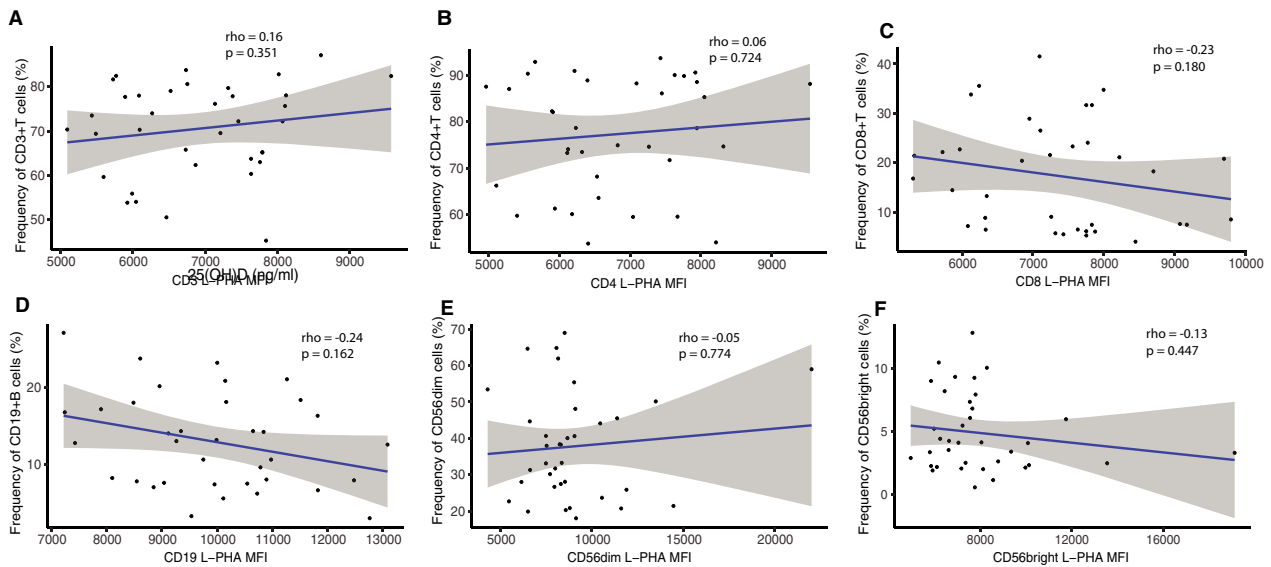 A
rho = 0.16
p = 0.351
Frequency of CD3+T cells (%)
80
70
60
50
5000
6000
7000
8000
9000
25(OH)D (ng/ml)
CD3 L−PHA MFI
B
rho = 0.06
p = 0.724
Frequency of CD4+T cells (%)
90
80
70
60
5000
6000
7000
8000
9000
CD4 L−PHA MFI
C
rho = -0.23
p = 0.180
Frequency of CD8+T cells (%)
40
30
20
10
6000
7000
8000
9000
10000
CD8 L−PHA MFI
D
rho = -0.24
p = 0.162
Frequency of CD19+B cells (%)
20
10
7000
8000
9000
10000
11000
12000
13000
CD19 L−PHA MFI
E
rho = -0.05
p = 0.774
Frequency of CD56dim cells (%)
70
60
50
40
30
20
5000
10000
15000
20000
CD56dim L−PHA MFI
F
rho = -0.13
p = 0.447
Frequency of CD56bright cells (%)
10
5
0
8000
12000
16000
CD56bright L−PHA MFI